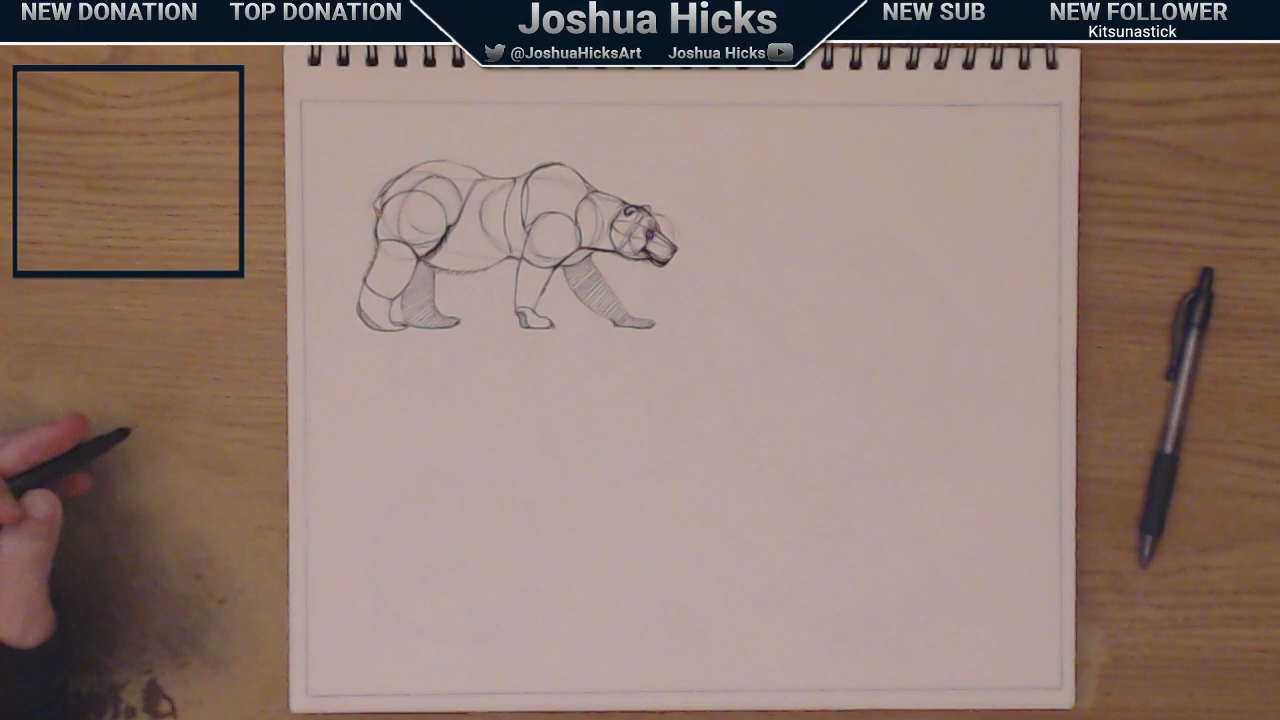 NEW DONATION
TOP DONATION
Joshua Hicks
@JoshuaHicksArt
Joshua Hicks
NEW SUB
NEW FOLLOWER
Kitsunastick